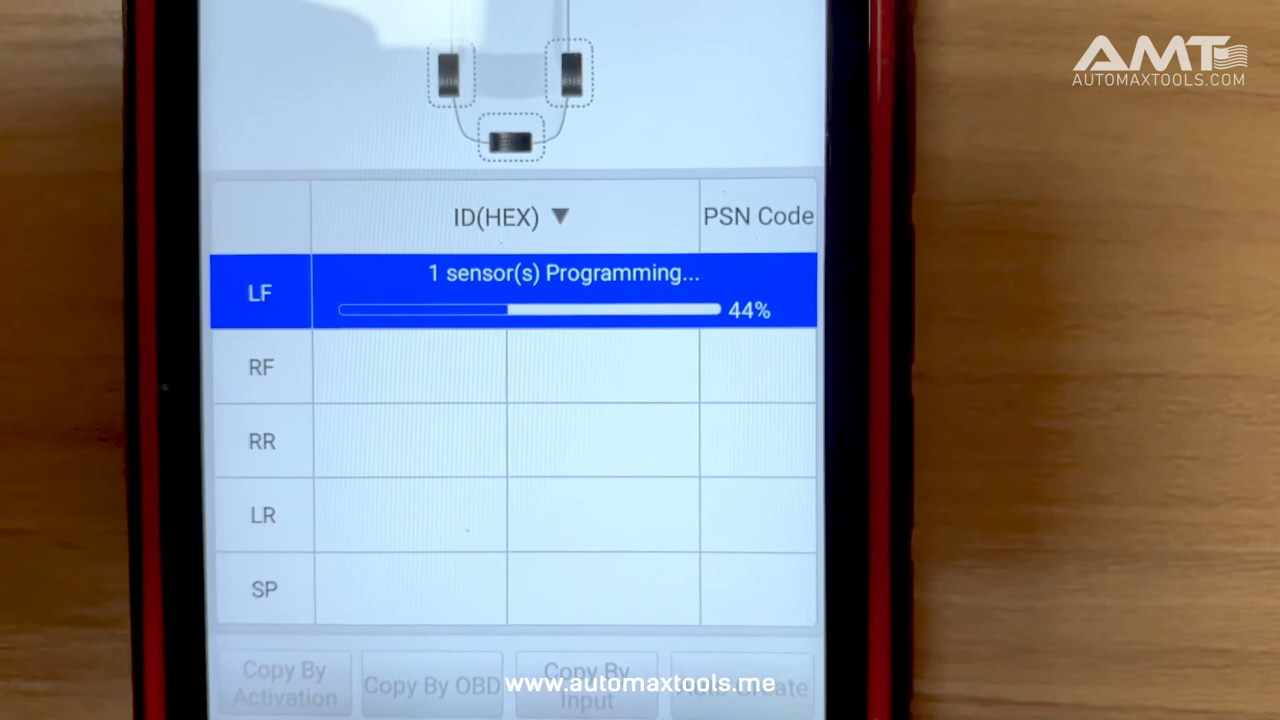 AMT
AUTOMAXTOOLS.COM
ID(HEX) ▼ PSN Code
LF
1 sensor(s) Programming...
44%
RF
RR
LR
SP
Copy By
Activation
Copy By OBD
Copy By
Input
www.automaxtools.me